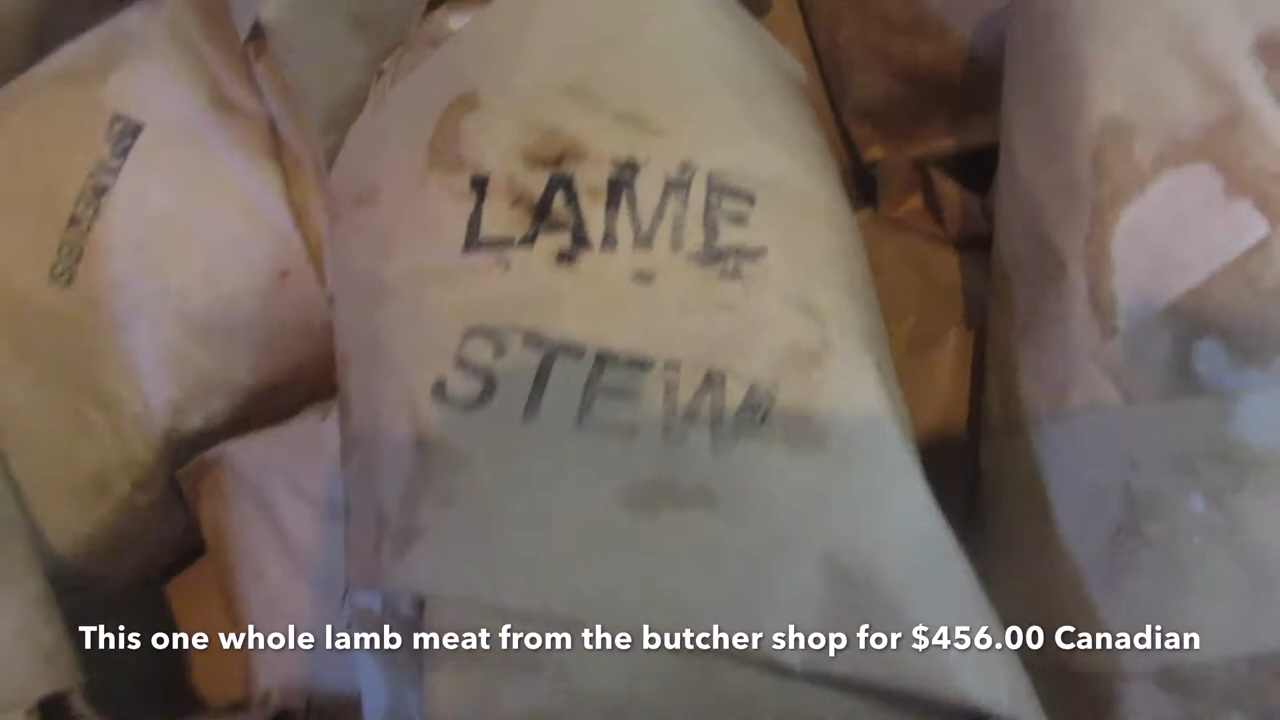 LAME
STEW
This one whole lamb meat from the butcher shop for $456.00 Canadian